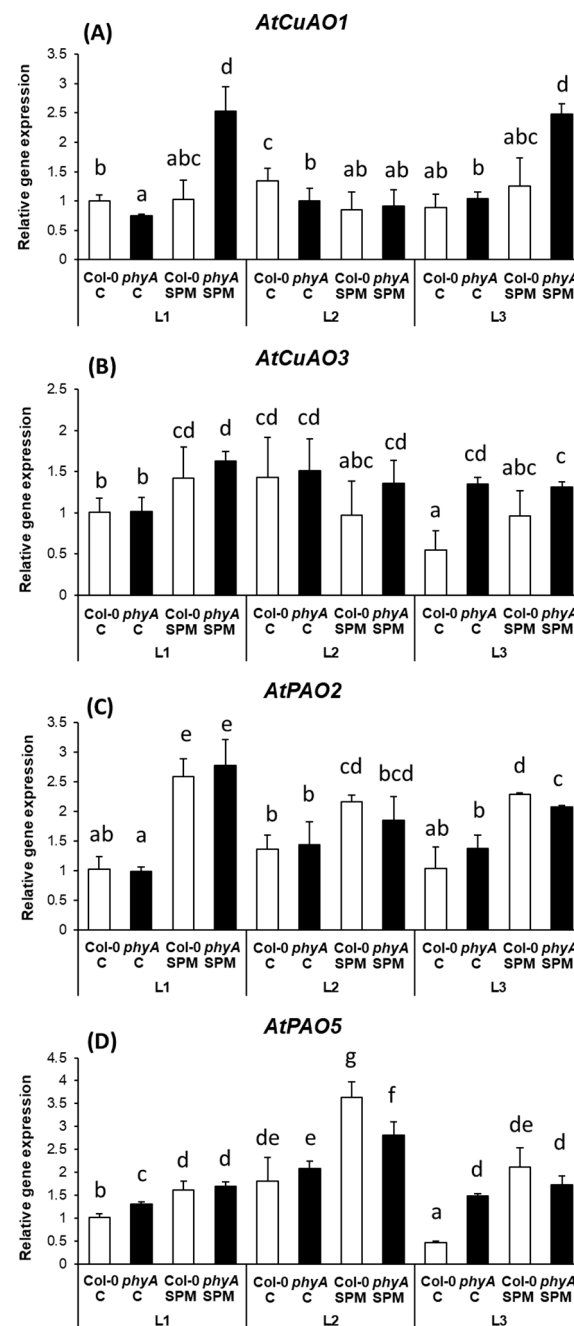 (A) AtCuAO1
Relative gene expression
3.5
3
2.5
2
1.5
1
0.5
0
b a abc d c b ab ab ab b abc d
Col-0 phyA Col-0 phyA Col-0 phyA Col-0 phyA Col-0 phyA Col-0 phyA
C C SPM SPM C C SPM SPM C C SPM SPM
L1 L2 L3
(B) AtCuAO3
Relative gene expression
2.5
2
1.5
1
0.5
0
b b cd d cd cd abc cd a cd abc c
Col-0 phyA Col-0 phyA Col-0 phyA Col-0 phyA Col-0 phyA Col-0 phyA
C C SPM SPM C C SPM SPM C C SPM SPM
L1 L2 L3
(C) AtPAO2
Relative gene expression
3.5
3
2.5
2
1.5
1
0.5
0
ab a e e b b cd bcd ab b d c
Col-0 phyA Col-0 phyA Col-0 phyA Col-0 phyA Col-0 phyA Col-0 phyA
C C SPM SPM C C SPM SPM C C SPM SPM
L1 L2 L3
(D) AtPAO5
Relative gene expression
4.5
4
3.5
3
2.5
2
1.5
1
0.5
0
b c d d de e g f a d de d
Col-0 phyA Col-0 phyA Col-0 phyA Col-0 phyA Col-0 phyA Col-0 phyA
C C SPM SPM C C SPM SPM C C SPM SPM
L1 L2 L3